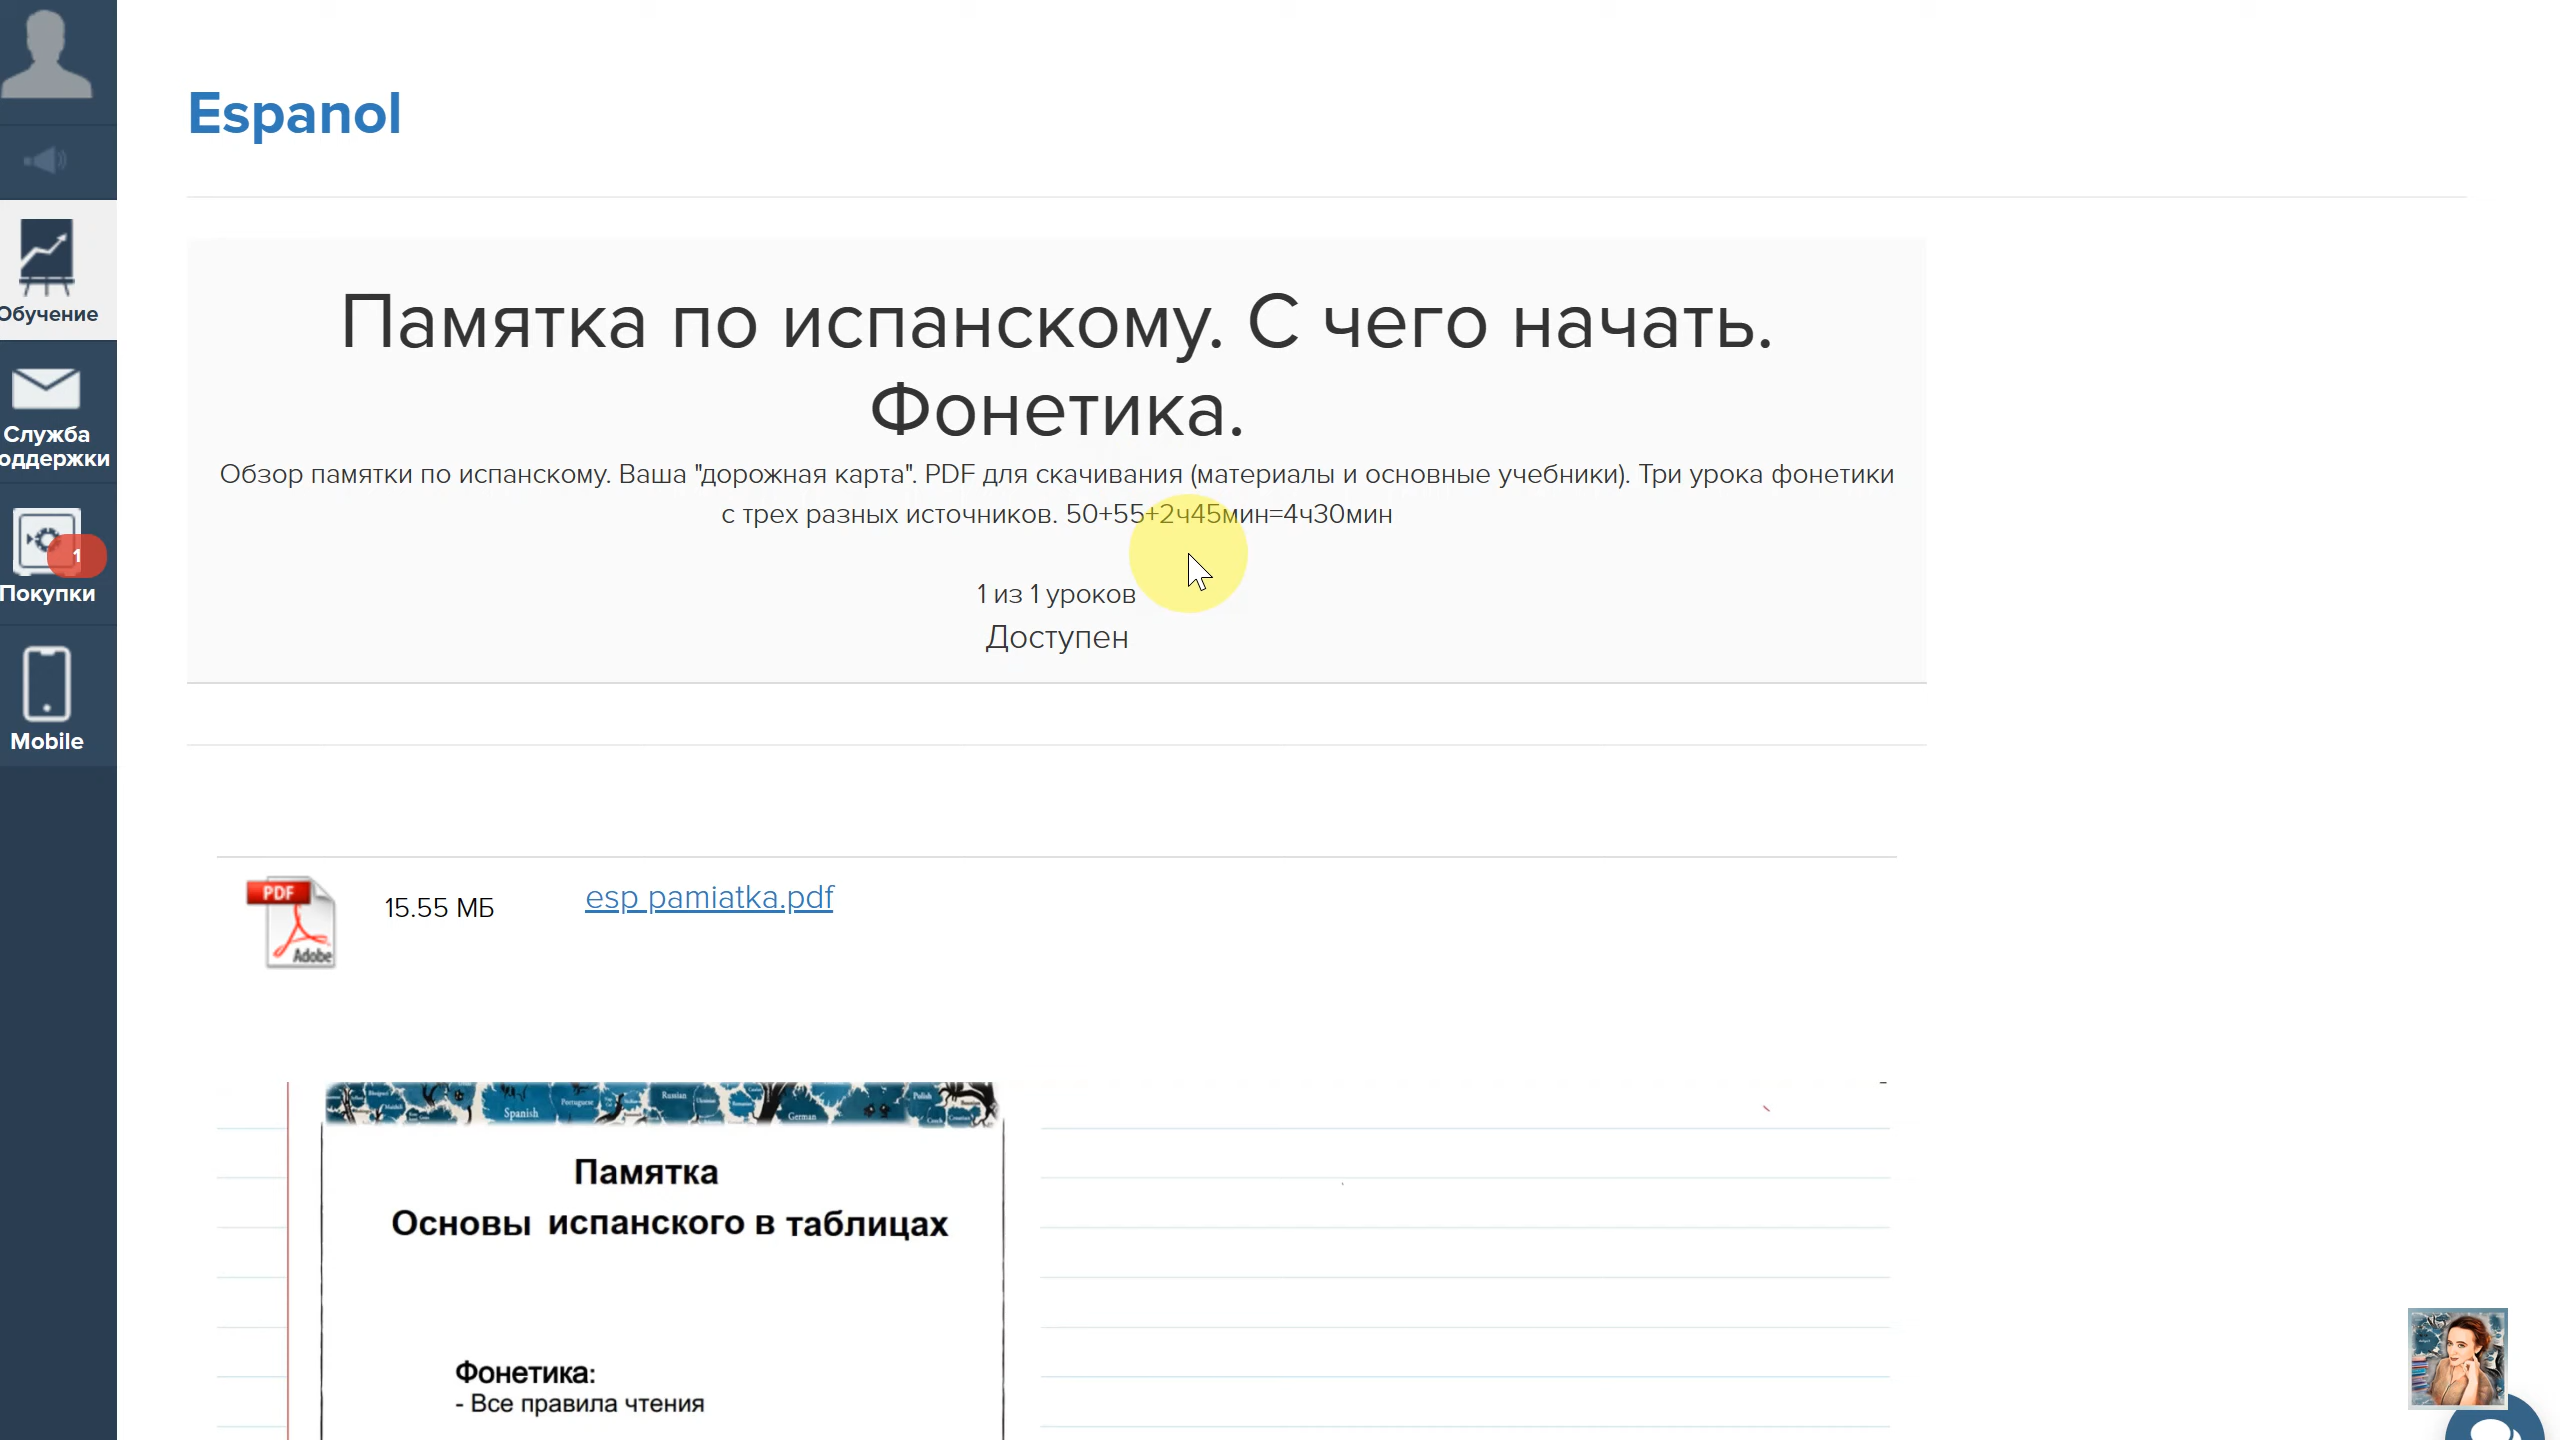 Espanol
Обучение
Служба
оддержки
1
Покупки
Mobile
Памятка по испанскому. С чего начать.
Фонетика.
Обзор памятки по испанскому. Ваша "дорожная карта". PDF для скачивания (материалы и основные учебники). Три урока фонетики
с трех разных источников. 50+55+2ч45мин=4ч30мин
1 из 1 уроков
Доступен
PDF
Adobe
15.55 МБ
esp pamiatka.pdf
Spanish
Portuguese
Russian
German
Polish
Памятка
Основы испанского в таблицах
Фонетика:
- Все правила чтения